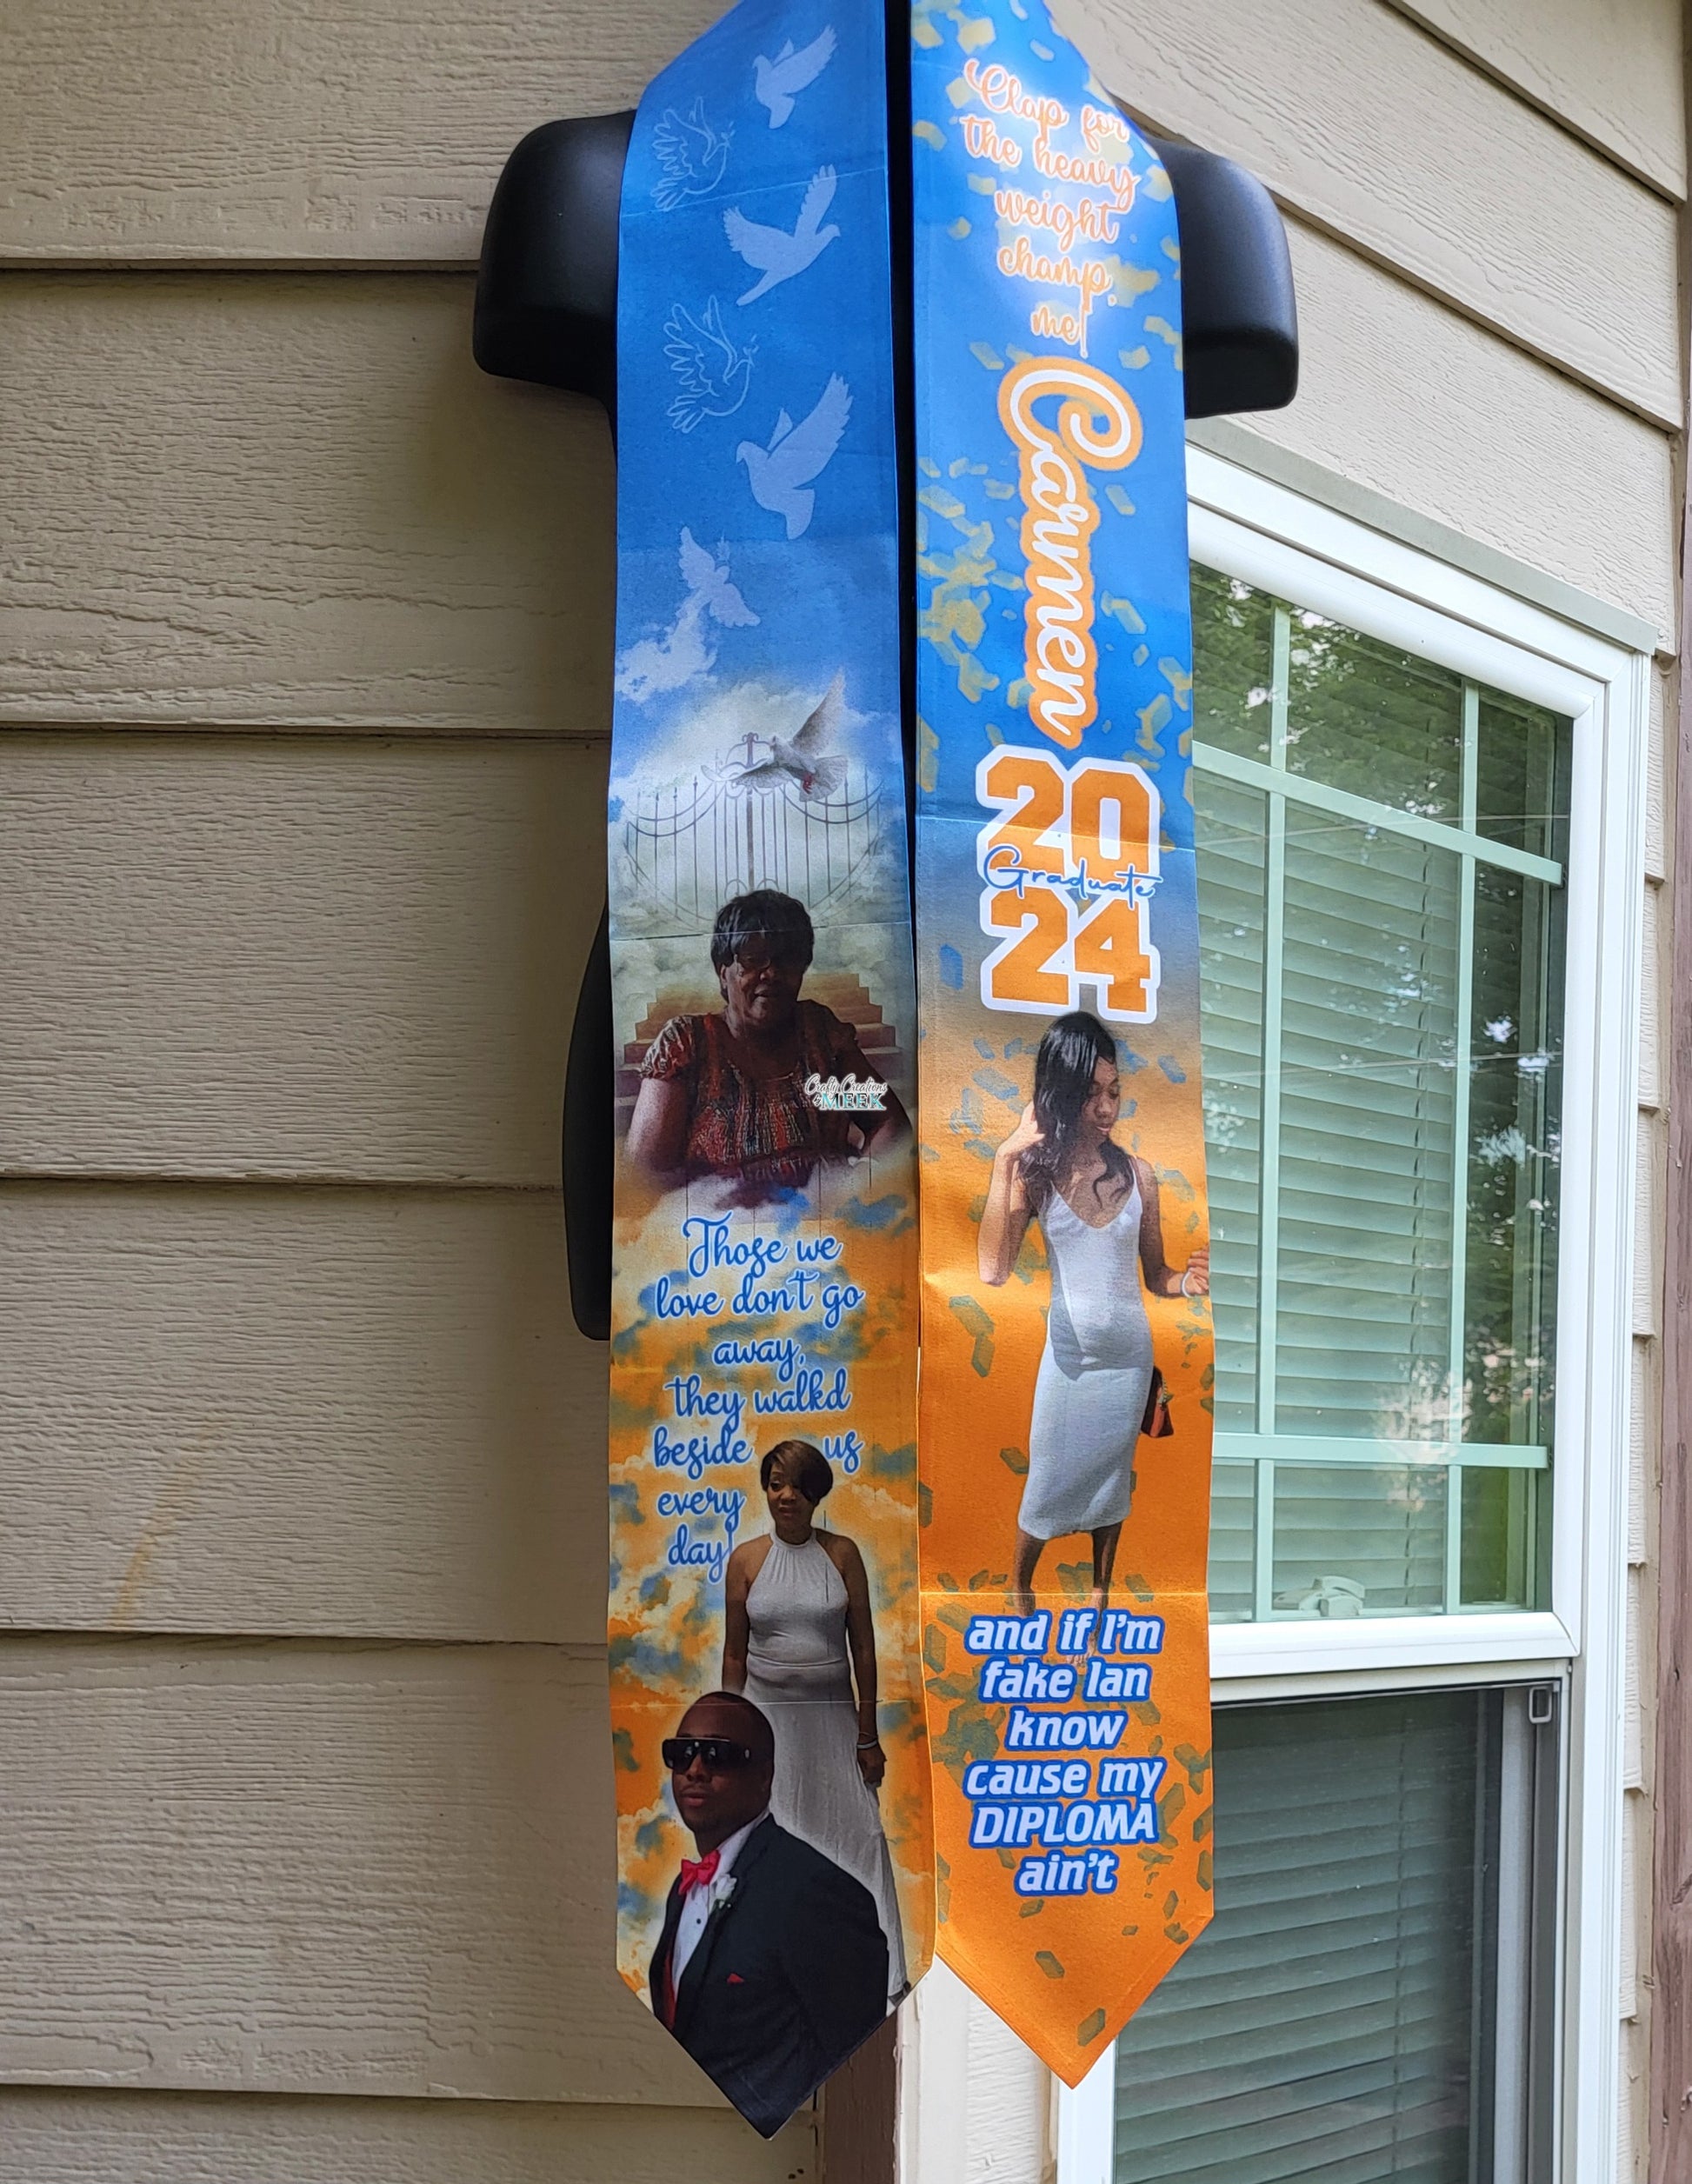 Those we
love don't go
away,
they walkd
beside us
every
day!
Crafty Creations
by MEEK
Clap for
the heavy
weight
champ,
me!
Carmen
20
Graduate
24
and if I'm
fake Ian
know
cause my
DIPLOMA
ain't